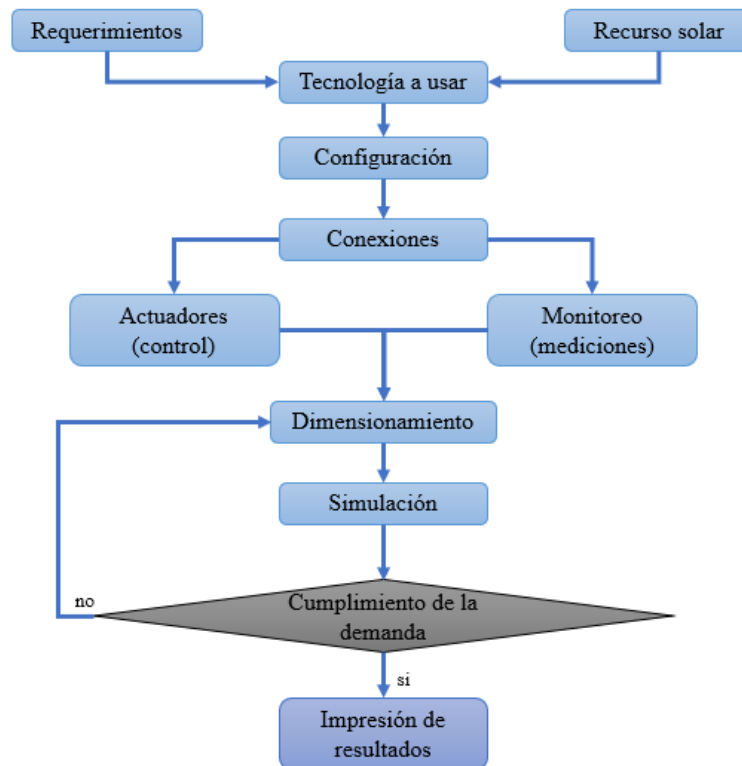 Requerimientos
Recurso solar
Tecnología a usar
Configuración
Conexiones
Actuadores
(control)
Monitoreo
(mediciones)
Dimensionamiento
Simulación
no
Cumplimiento de la
demanda
si
Impresión de
resultados